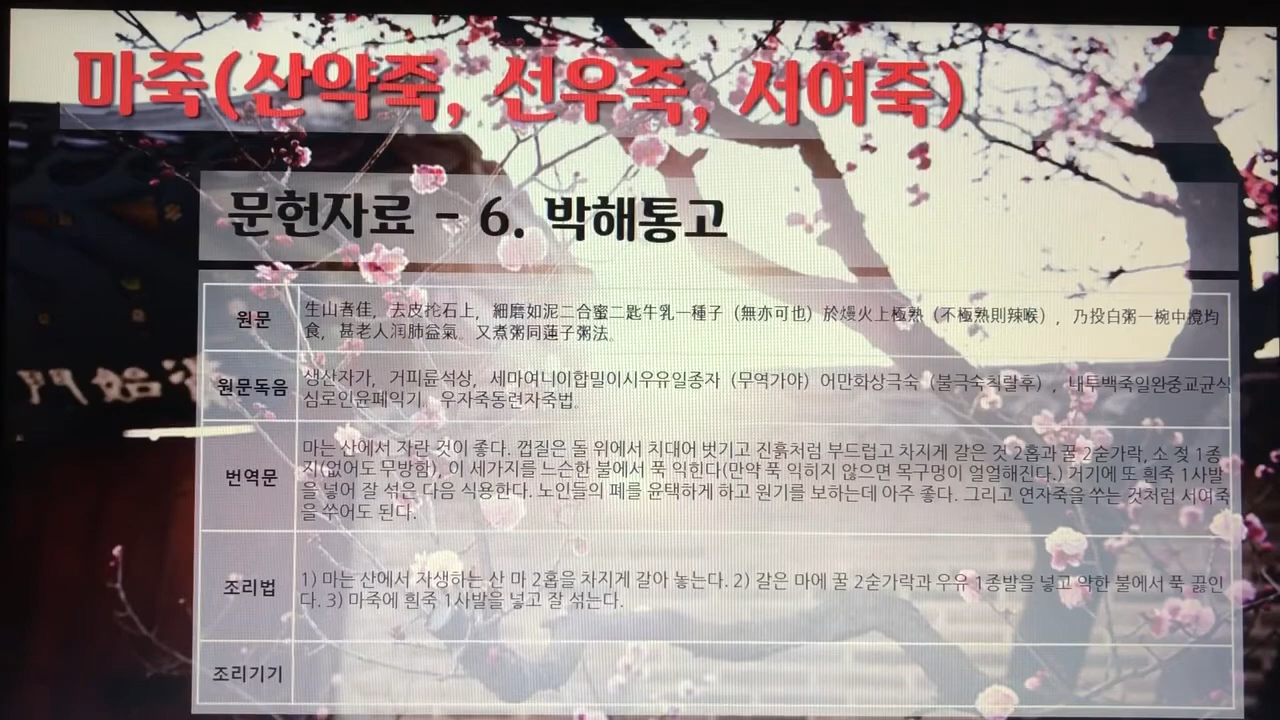 마죽(산약죽, 선우죽, 서여죽)
문헌자료 - 6. 박해통고
원문
生山者佳, 去皮抡石上, 細磨如泥二合蜜二匙牛乳一種子 (無亦可也) 於熳火上極熟 (不極熟則辣喉) , 乃投白粥一椀中攪均
食, 甚老人润肺益氣。又煮粥同蓮子粥法。
원문독음
생산자가, 거피륜석상, 세마여니이합밀이시우유일종자 (무역가야) 어만화상극숙 (불극숙칙랄후) , 내투백죽일완중교균식
심로인윤폐익기。우자죽동련자죽법。
번역문
마는 산에서 자란 것이 좋다. 껍질은 돌 위에서 치대어 벗기고 진흙처럼 부드럽고 차지게 갈은 것 2홉과 꿀 2숟가락, 소 젖 1종
지(없어도 무방함), 이 세가지를 느슨한 불에서 푹 익힌다(만약 푹 익히지 않으면 목구멍이 얼얼해진다.) 거기에 또 흰죽 1사발
을 넣어 잘 섞은 다음 식용한다. 노인들의 폐를 윤택하게 하고 원기를 보하는데 아주 좋다. 그리고 연자죽을 쑤는 것처럼 서여죽
을 쑤어도 된다.
조리법
1) 마는 산에서 자생하는 산 마 2홉을 차지게 갈아 놓는다. 2) 갈은 마에 꿀 2숟가락과 우유 1종발을 넣고 약한 불에서 푹 끓인
다. 3) 마죽에 흰죽 1사발을 넣고 잘 섞는다.
조리기기